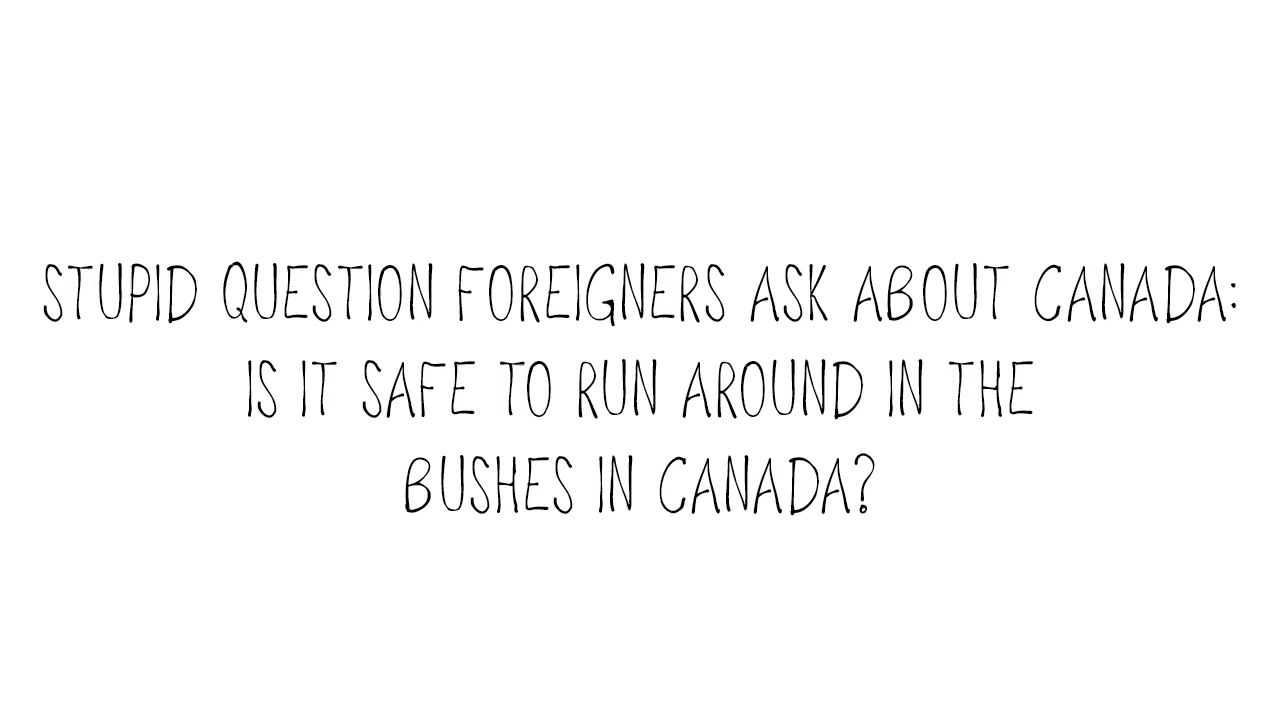 STUPID QUESTION FOREIGNERS ASK ABOUT CANADA:
IS IT SAFE TO RUN AROUND IN THE
BUSHES IN CANADA?